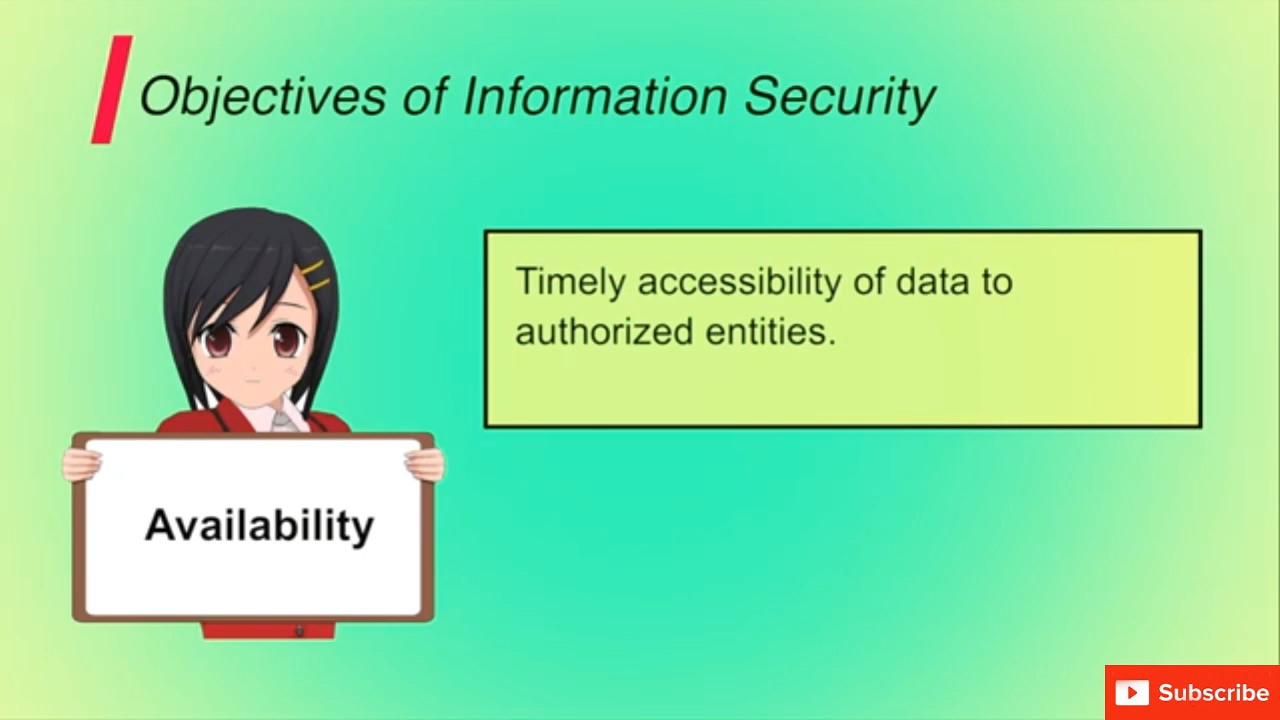 Objectives of Information Security
Timely accessibility of data to
authorized entities.
Availability
Subscribe